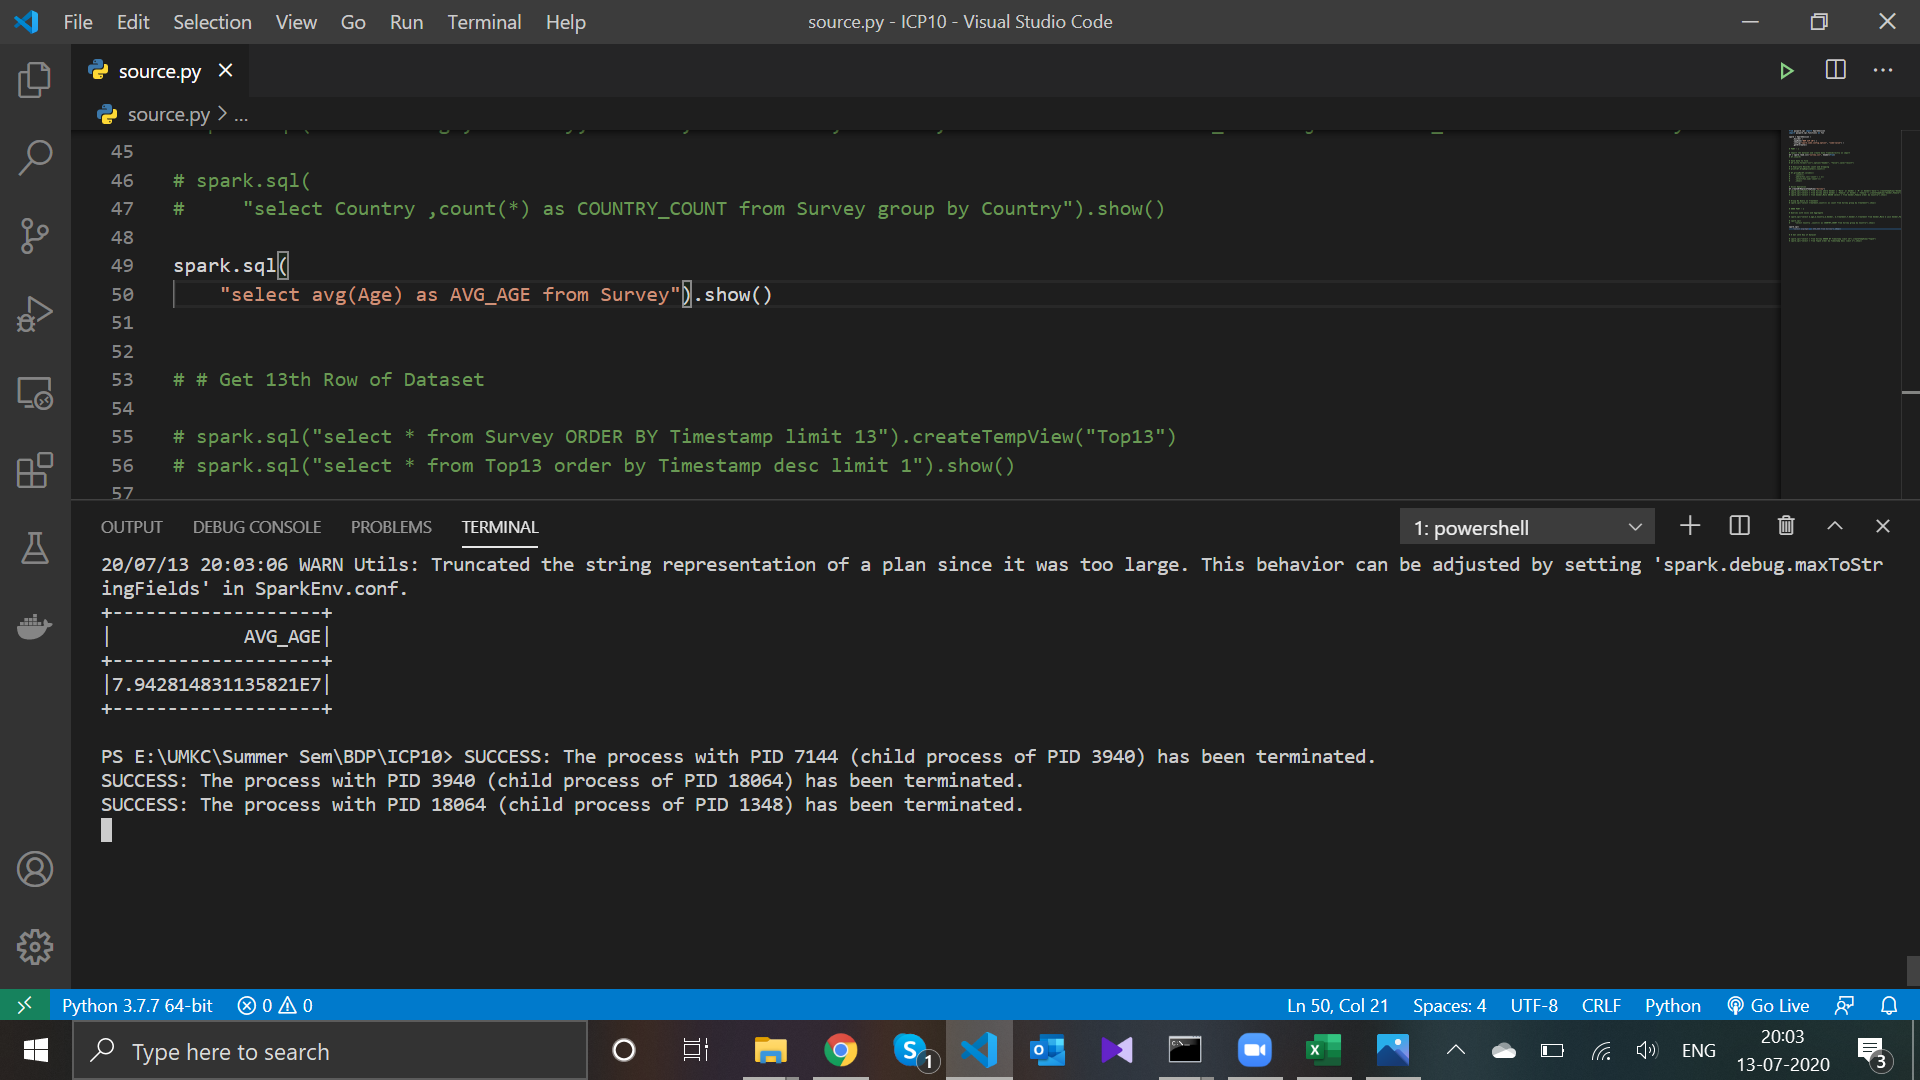 File Edit Selection View Go Run Terminal Help
source.py - ICP10 - Visual Studio Code
source.py
source.py > ...
45
46 # spark.sql(
47 #     "select Country ,count(*) as COUNTRY_COUNT from Survey group by Country").show()
48
49 spark.sql(
50     "select avg(Age) as AVG_AGE from Survey").show()
51
52
53 # # Get 13th Row of Dataset
54
55 # spark.sql("select * from Survey ORDER BY Timestamp limit 13").createTempView("Top13")
56 # spark.sql("select * from Top13 order by Timestamp desc limit 1").show()
57
OUTPUT DEBUG CONSOLE PROBLEMS TERMINAL 1: powershell
20/07/13 20:03:06 WARN Utils: Truncated the string representation of a plan since it was too large. This behavior can be adjusted by setting 'spark.debug.maxToStr
ingFields' in SparkEnv.conf.
+-------------------+
|            AVG_AGE|
+-------------------+
|7.942814831135821E7|
+-------------------+
PS E:\UMKC\Summer Sem\BDP\ICP10> SUCCESS: The process with PID 7144 (child process of PID 3940) has been terminated.
SUCCESS: The process with PID 3940 (child process of PID 18064) has been terminated.
SUCCESS: The process with PID 18064 (child process of PID 1348) has been terminated.
Python 3.7.7 64-bit 0 0 Ln 50, Col 21 Spaces: 4 UTF-8 CRLF Python Go Live
Type here to search
1
ENG
20:03
13-07-2020
3